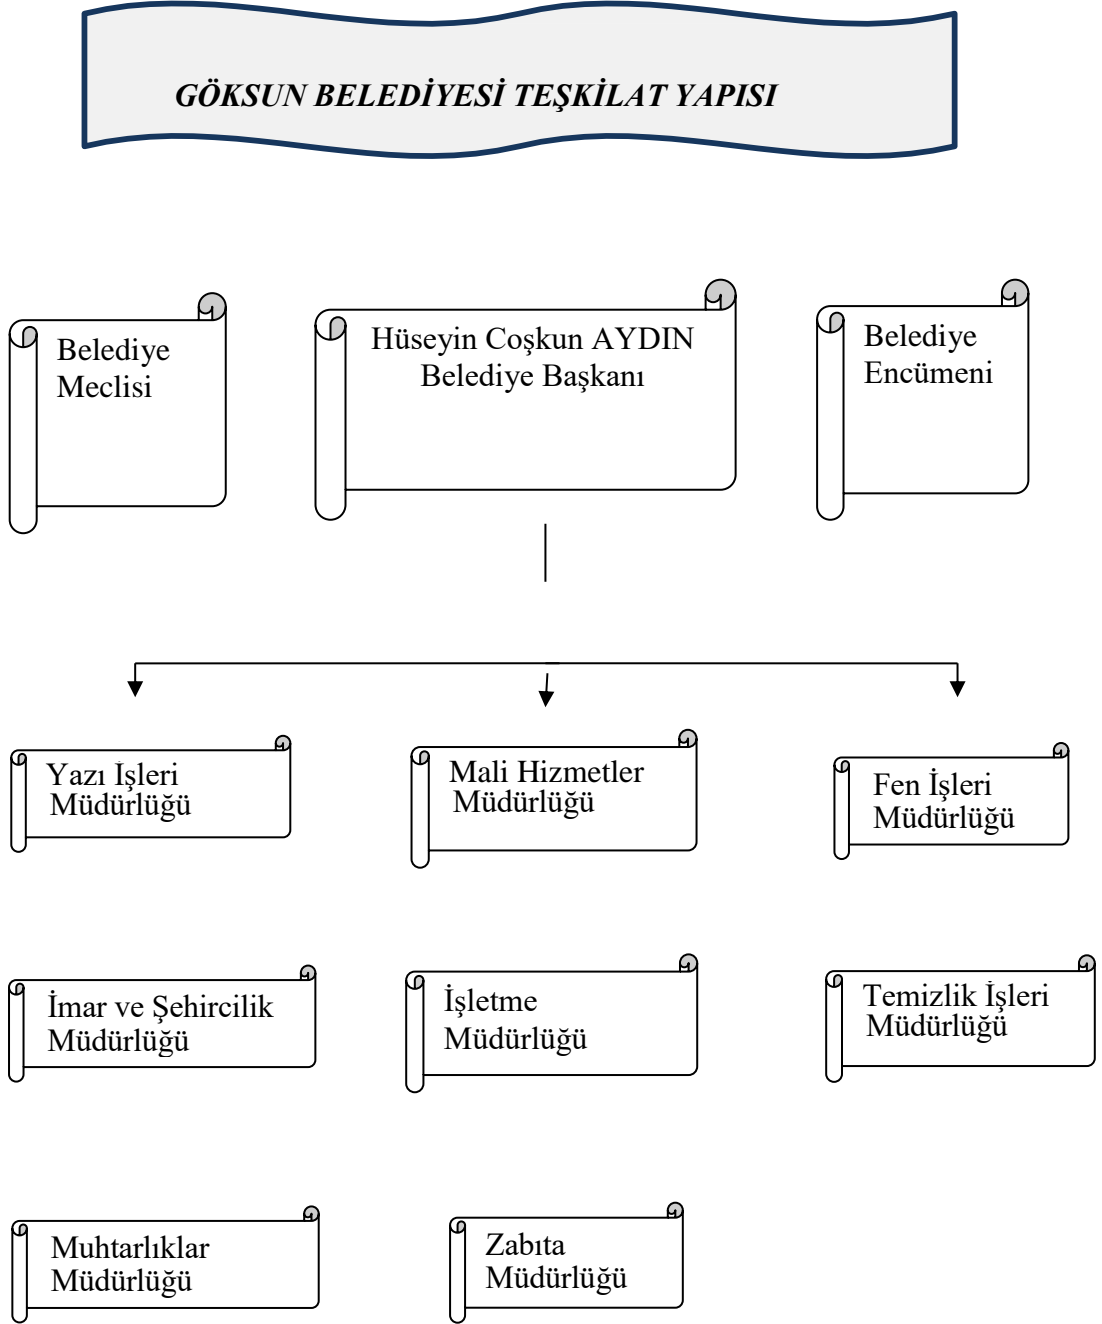 GÖKSUN BELEDİYESİ TEŞKİLAT YAPISI
Belediye
Meclisi
Hüseyin Coşkun AYDIN
Belediye Başkanı
Belediye
Encümeni
Yazı İşleri
Müdürlüğü
Mali Hizmetler
Müdürlüğü
Fen İşleri
Müdürlüğü
İmar ve Şehircilik
Müdürlüğü
İşletme
Müdürlüğü
Temizlik İşleri
Müdürlüğü
Muhtarlıklar
Müdürlüğü
Zabıta
Müdürlüğü